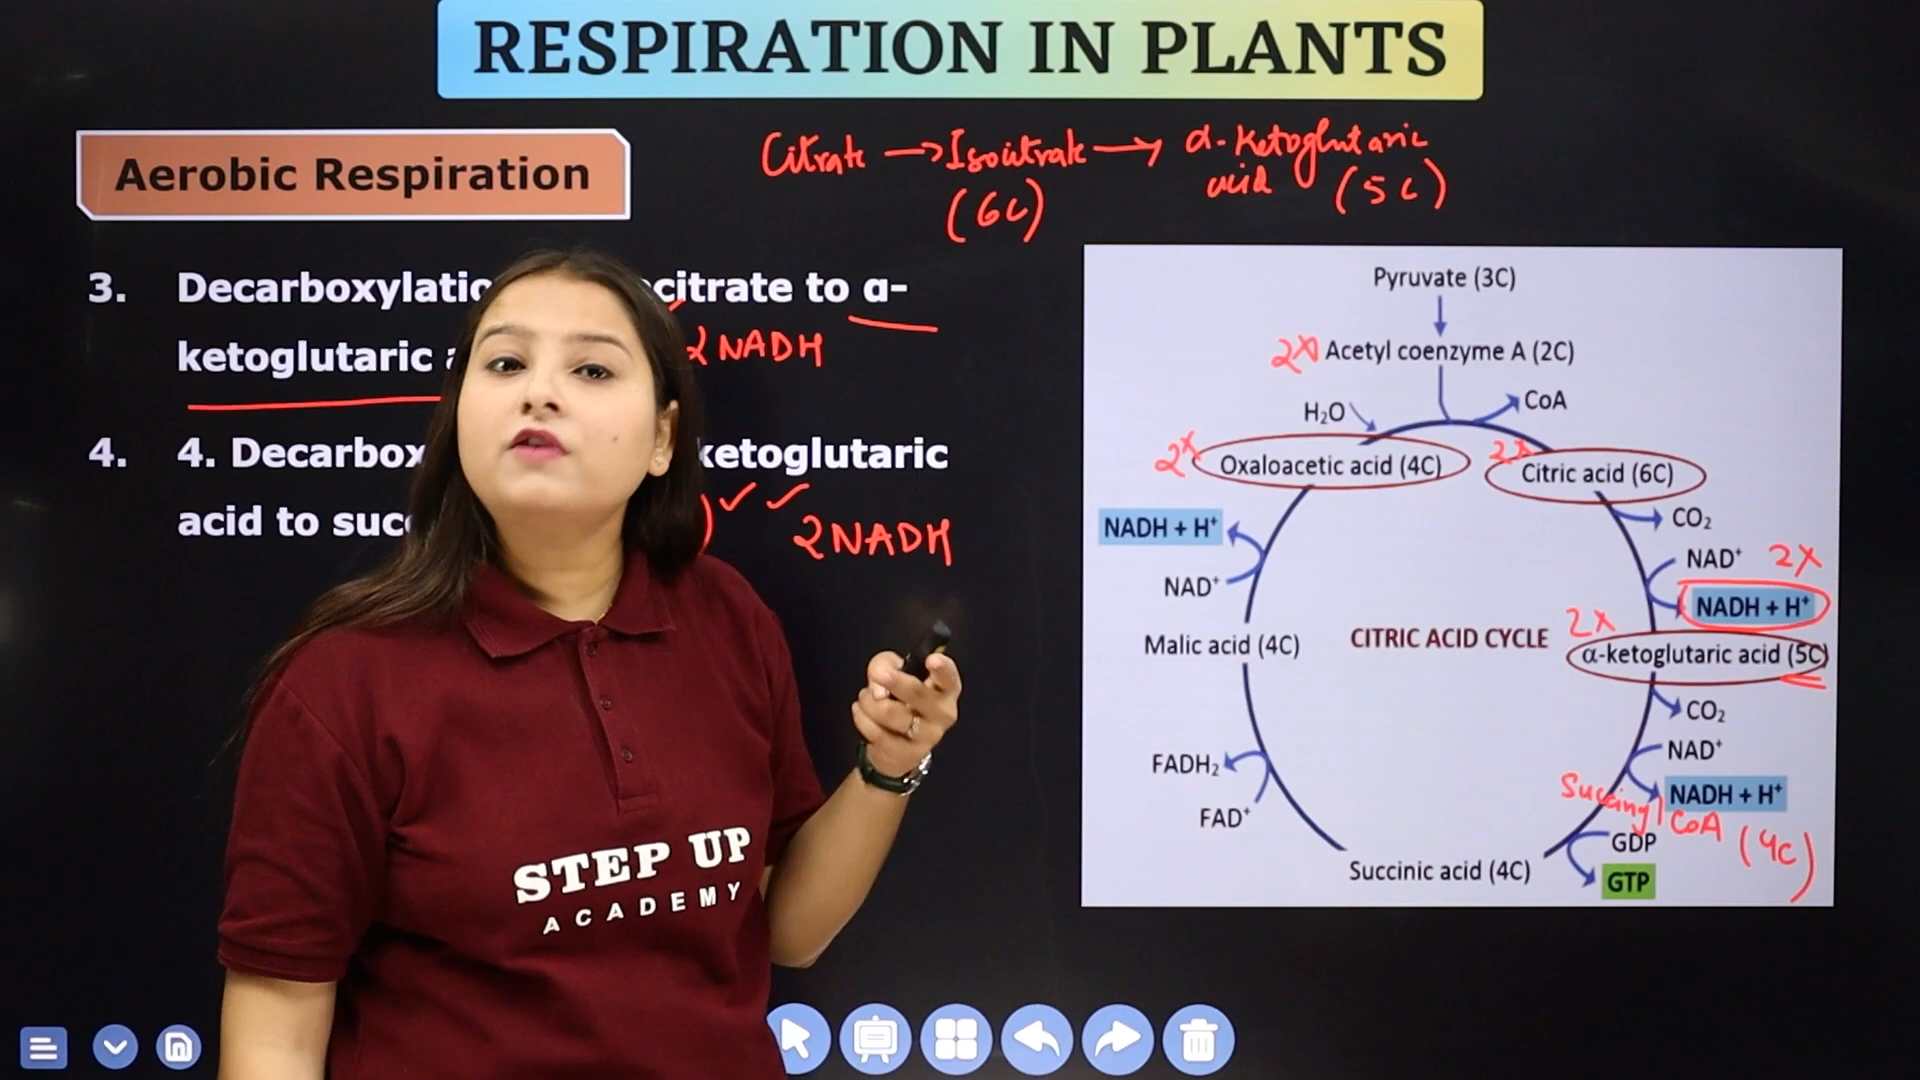 RESPIRATION IN PLANTS
Aerobic Respiration
Citrate → Isocitrate → α-Ketoglutaric
acid (5C)
(6C)
3. Decarboxylatio citrate to α-
ketoglutaric
2 NADH
4. 4. Decarbox ketoglutaric
acid to succ
2NADH
Pyruvate (3C)
2X Acetyl coenzyme A (2C)
H₂O
CoA
2X Oxaloacetic acid (4C)
2X Citric acid (6C)
CO₂
NAD⁺ 2X
NADH + H⁺
NADH + H⁺
NAD⁺
2X
α-ketoglutaric acid (5C)
Malic acid (4C)
CITRIC ACID CYCLE
CO₂
NAD⁺
NADH + H⁺
Succinyl CoA (4C)
FADH₂
FAD⁺
GDP
GTP
Succinic acid (4C)
STEP UP
ACADEMY